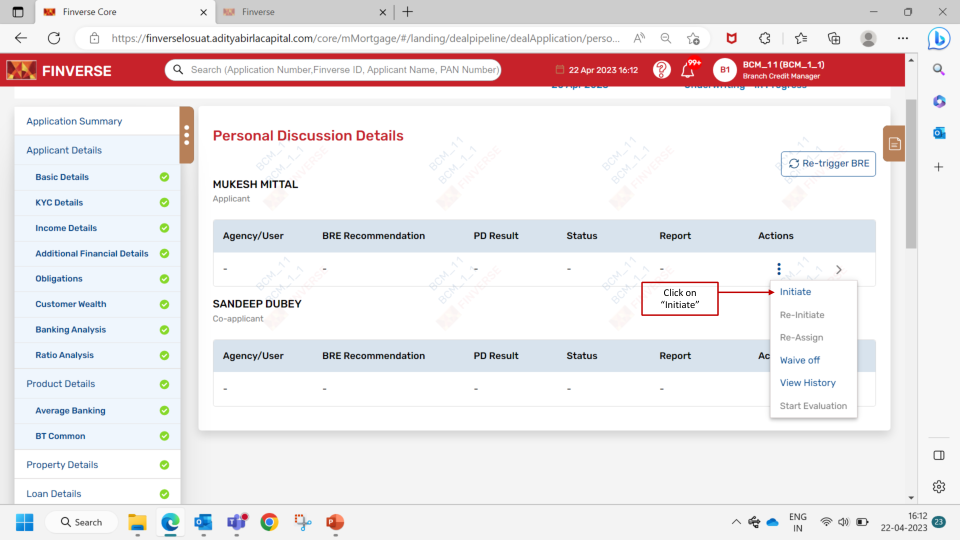 Finverse Core
Finverse
https://finverselosuat.adityabirlacapital.com/core/mMortgage/#/landing/dealpipeline/dealApplication/perso...
FINVERSE
Search (Application Number,Finverse ID, Applicant Name, PAN Number)
22 Apr 2023 16:12
99+
B1
BCM_11 (BCM_1_1)
Branch Credit Manager
Application Summary
Applicant Details
Basic Details
KYC Details
Income Details
Additional Financial Details
Obligations
Customer Wealth
Banking Analysis
Ratio Analysis
Product Details
Average Banking
BT Common
Property Details
Loan Details
Personal Discussion Details
Re-trigger BRE
MUKESH MITTAL
Applicant
Agency/User BRE Recommendation PD Result Status Report Actions
- - - - -
Click on
“Initiate”
Initiate
Re-Initiate
Re-Assign
Waive off
View History
Start Evaluation
SANDEEP DUBEY
Co-applicant
Agency/User BRE Recommendation PD Result Status Report Ac
- - - - -
BCM_11
BCM_1_1
FINVERSE
Search
ENG
IN
16:12
22-04-2023
23